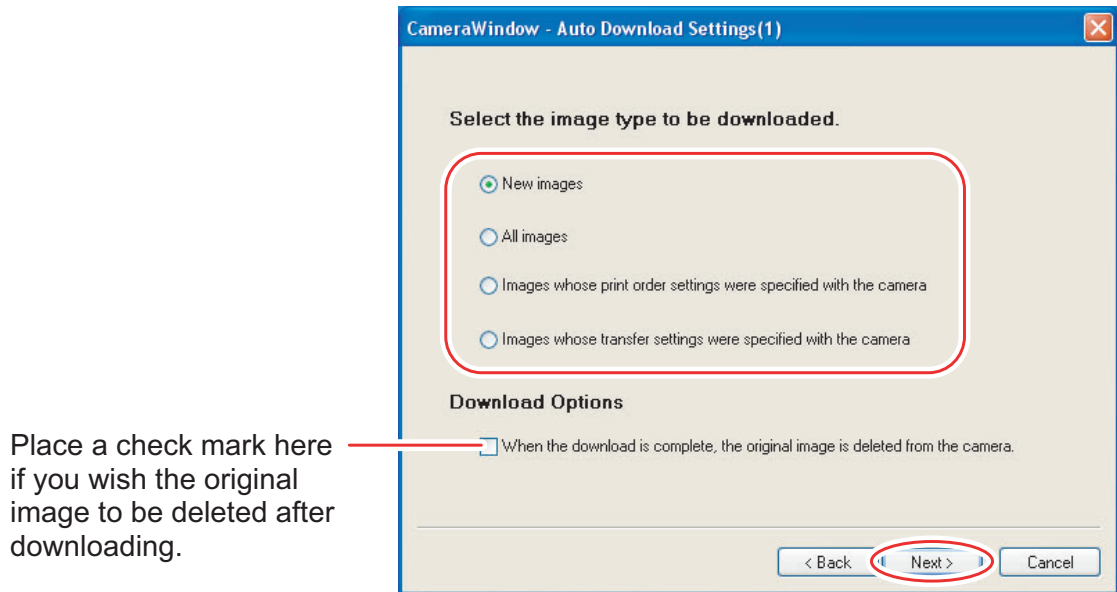 CameraWindow - Auto Download Settings(1)
Select the image type to be downloaded.
New images
All images
Images whose print order settings were specified with the camera
Images whose transfer settings were specified with the camera
Download Options
When the download is complete, the original image is deleted from the camera.
Place a check mark here
if you wish the original
image to be deleted after
downloading.
< Back
Next >
Cancel